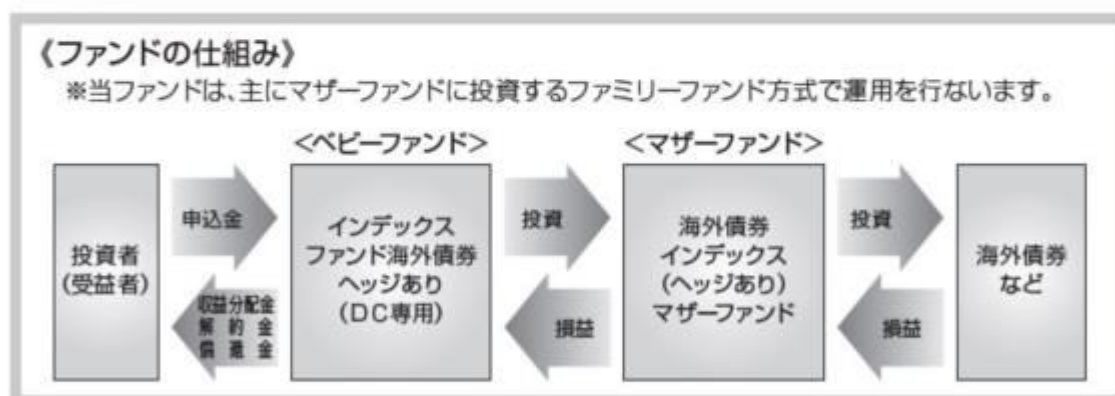 《ファンドの仕組み》
※当ファンドは、主にマザーファンドに投資するファミリーファンド方式で運用を行ないます。
<ベビーファンド>
<マザーファンド>
投資者
(受益者)
申込金
収益分配金
解約金
償還金
インデックス
ファンド海外債券
ヘッジあり
(DC専用)
投資
損益
海外債券
インデックス
(ヘッジあり)
マザーファンド
投資
損益
海外債券
など